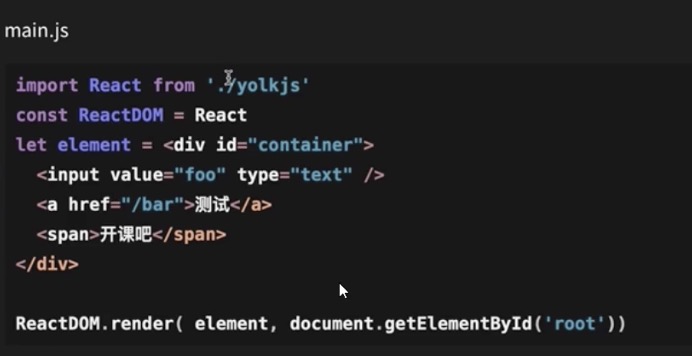 main.js
import React from './yolkjs'
const ReactDOM = React
let element = <div id="container">
  <input value="foo" type="text" />
  <a href="/bar">测试</a>
  <span>开课吧</span>
</div>
ReactDOM.render( element, document.getElementById('root'))